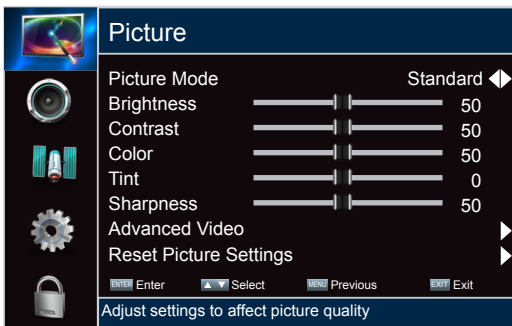 Picture
Picture Mode Standard
Brightness 50
Contrast 50
Color 50
Tint 0
Sharpness 50
Advanced Video
Reset Picture Settings
ENTER Enter Select MENU Previous EXIT Exit
Adjust settings to affect picture quality